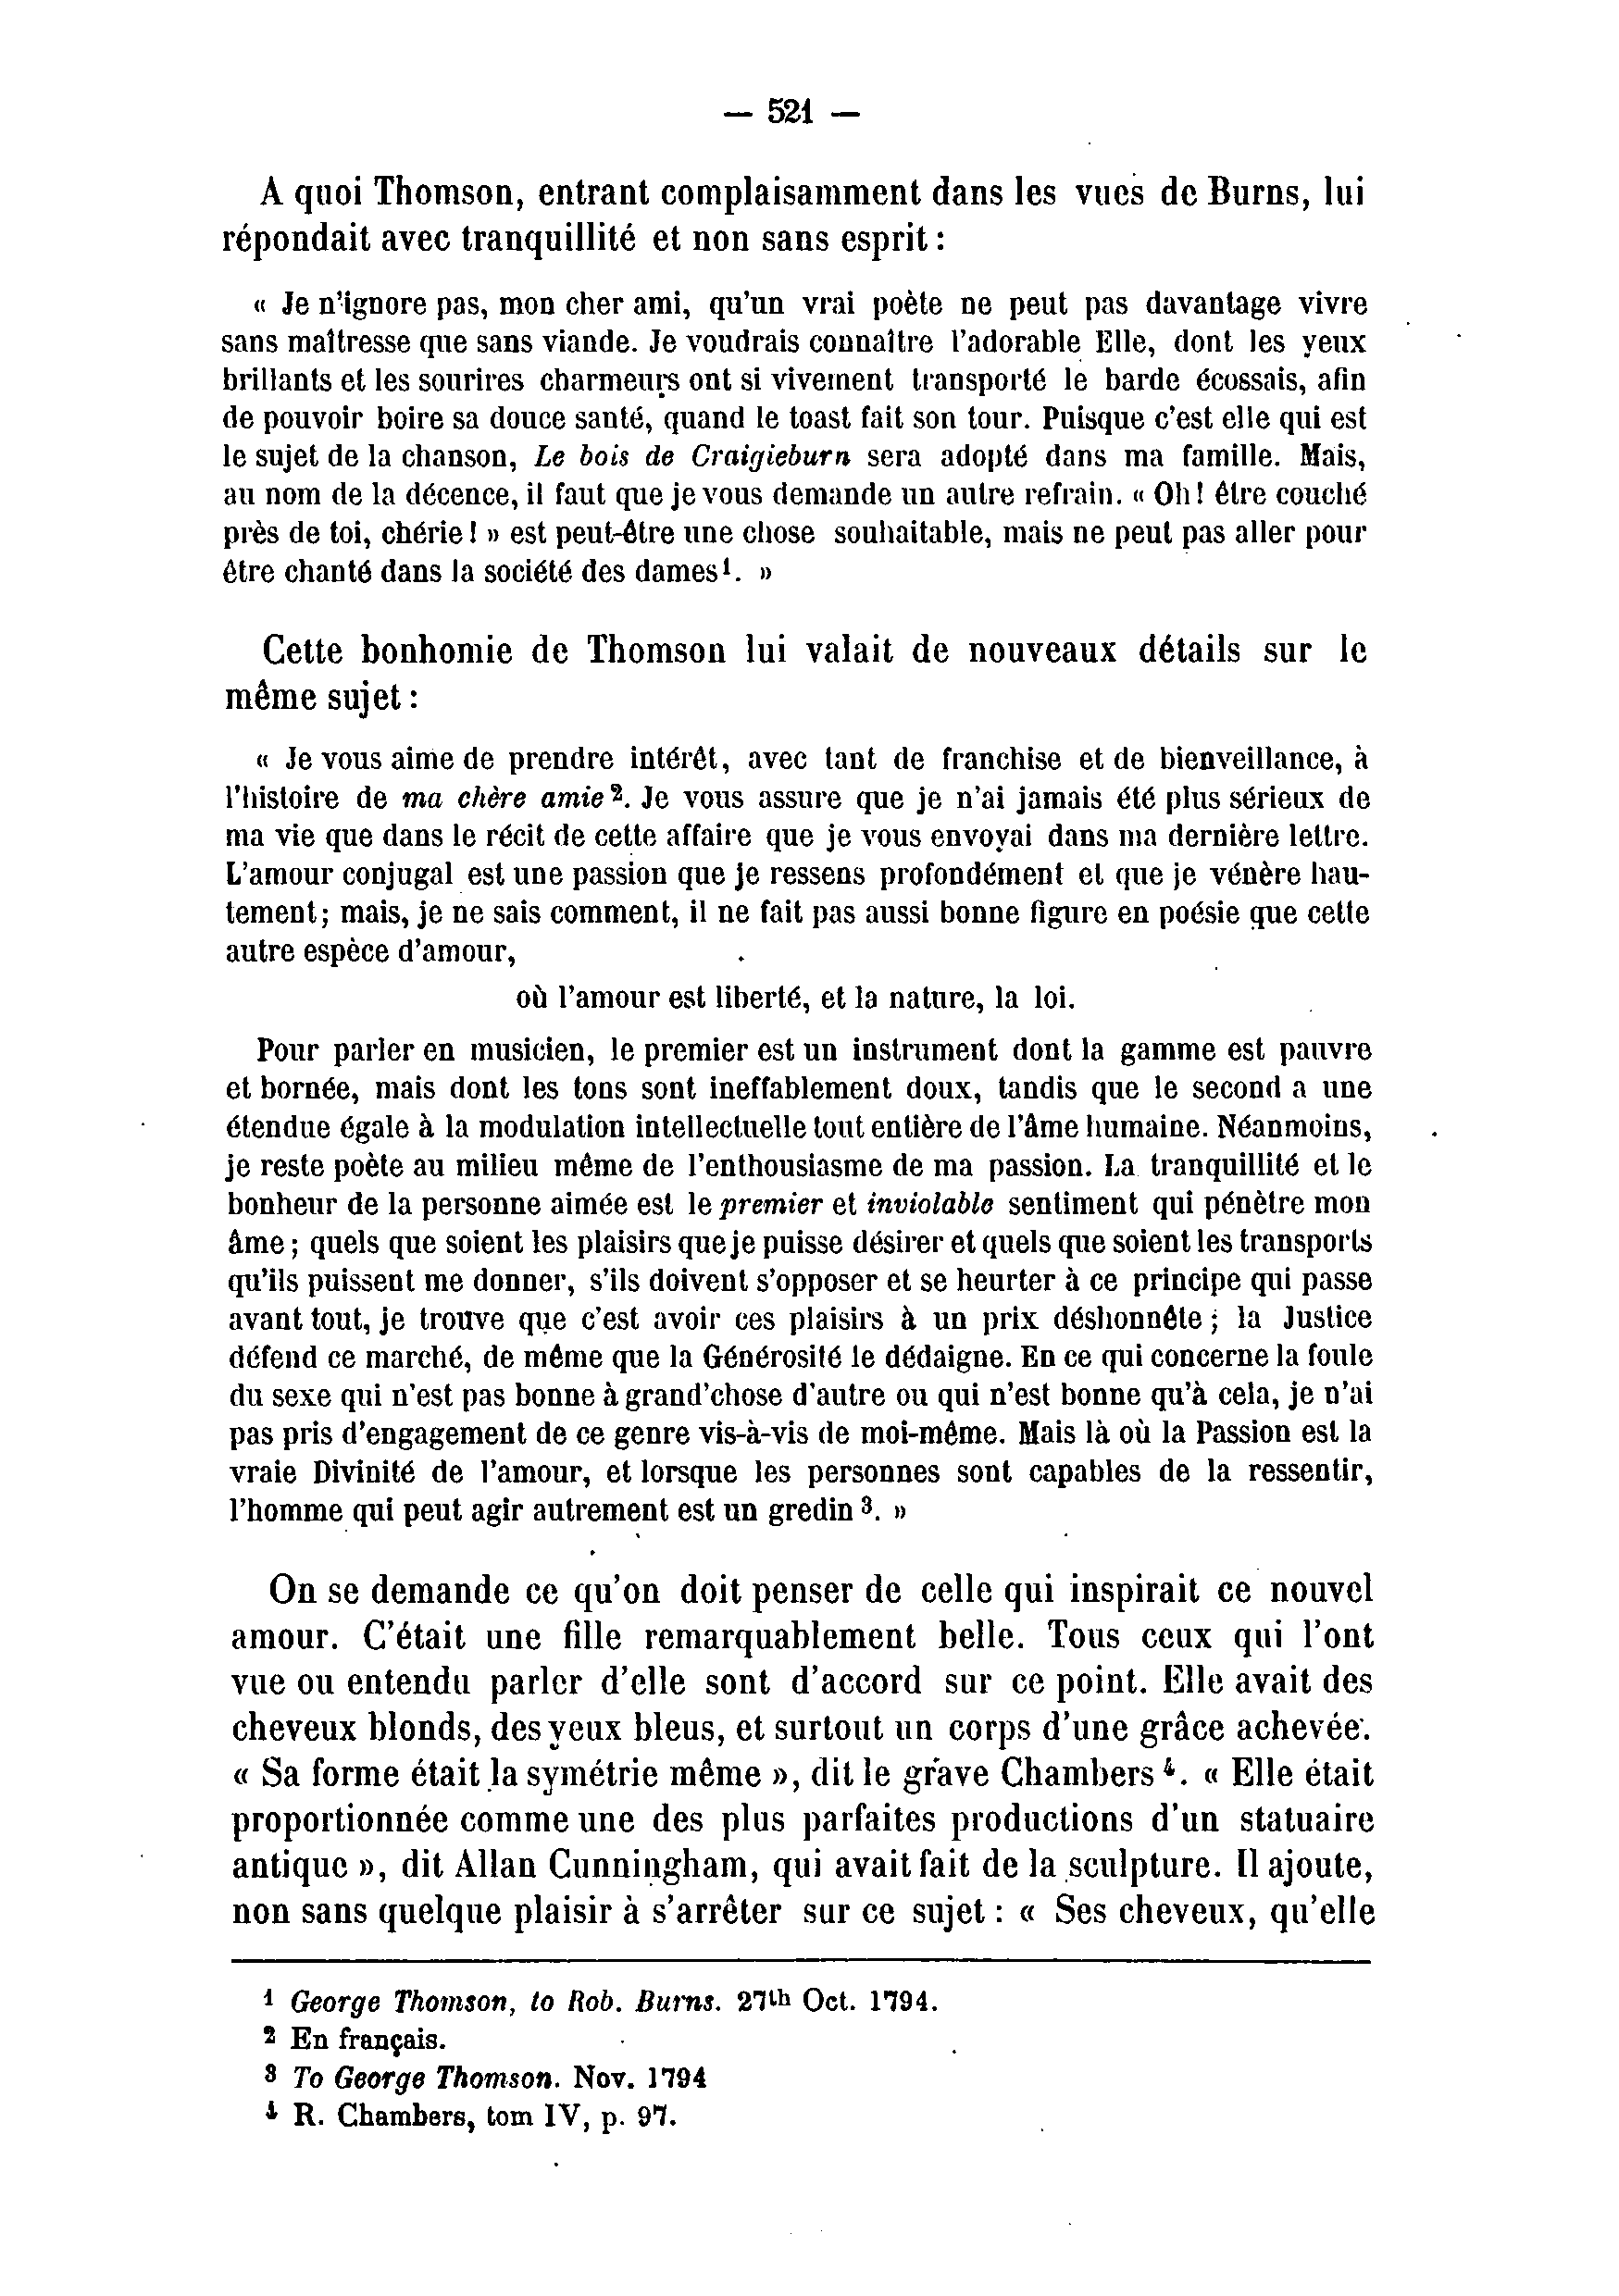 — 521 —
A quoi Thomson, entrant complaisamment dans les vues de Burns, lui
répondait avec tranquillité et non sans esprit :
« Je n'ignore pas, mon cher ami, qu'un vrai poète ne peut pas davantage vivre
sans maîtresse que sans viande. Je voudrais connaître l'adorable Elle, dont les yeux
brillants et les sourires charmeurs ont si vivement transporté le barde écossais, afin
de pouvoir boire sa douce santé, quand le toast fait son tour. Puisque c'est elle qui est
le sujet de la chanson, Le bois de Craigieburn sera adopté dans ma famille. Mais,
au nom de la décence, il faut que je vous demande un autre refrain. « Oh ! être couché
près de toi, chérie ! » est peut-être une chose souhaitable, mais ne peut pas aller pour
être chanté dans la société des dames¹. »
Cette bonhomie de Thomson lui valait de nouveaux détails sur le
même sujet :
« Je vous aime de prendre intérêt, avec tant de franchise et de bienveillance, à
l'histoire de ma chère amie². Je vous assure que je n'ai jamais été plus sérieux de
ma vie que dans le récit de cette affaire que je vous envoyai dans ma dernière lettre.
L'amour conjugal est une passion que je ressens profondément et que je vénère hau-
tement; mais, je ne sais comment, il ne fait pas aussi bonne figure en poésie que cette
autre espèce d'amour,
où l'amour est liberté, et la nature, la loi.
Pour parler en musicien, le premier est un instrument dont la gamme est pauvre
et bornée, mais dont les tons sont ineffablement doux, tandis que le second a une
étendue égale à la modulation intellectuelle tout entière de l'âme humaine. Néanmoins,
je reste poète au milieu même de l'enthousiasme de ma passion. La tranquillité et le
bonheur de la personne aimée est le premier et inviolable sentiment qui pénètre mon
âme ; quels que soient les plaisirs que je puisse désirer et quels que soient les transports
qu'ils puissent me donner, s'ils doivent s'opposer et se heurter à ce principe qui passe
avant tout, je trouve que c'est avoir ces plaisirs à un prix déshonnête ; la Justice
défend ce marché, de même que la Générosité le dédaigne. En ce qui concerne la foule
du sexe qui n'est pas bonne à grand'chose d'autre ou qui n'est bonne qu'à cela, je n'ai
pas pris d'engagement de ce genre vis-à-vis de moi-même. Mais là où la Passion est la
vraie Divinité de l'amour, et lorsque les personnes sont capables de la ressentir,
l'homme qui peut agir autrement est un gredin ³. »
On se demande ce qu'on doit penser de celle qui inspirait ce nouvel
amour. C'était une fille remarquablement belle. Tous ceux qui l'ont
vue ou entendu parler d'elle sont d'accord sur ce point. Elle avait des
cheveux blonds, des yeux bleus, et surtout un corps d'une grâce achevée.
« Sa forme était la symétrie même », dit le grave Chambers ⁴. « Elle était
proportionnée comme une des plus parfaites productions d'un statuaire
antique », dit Allan Cunningham, qui avait fait de la sculpture. Il ajoute,
non sans quelque plaisir à s'arrêter sur ce sujet : « Ses cheveux, qu'elle
¹ George Thomson, to Rob. Burns. 27th Oct. 1794.
² En français.
³ To George Thomson. Nov. 1794
⁴ R. Chambers, tom IV, p. 97.